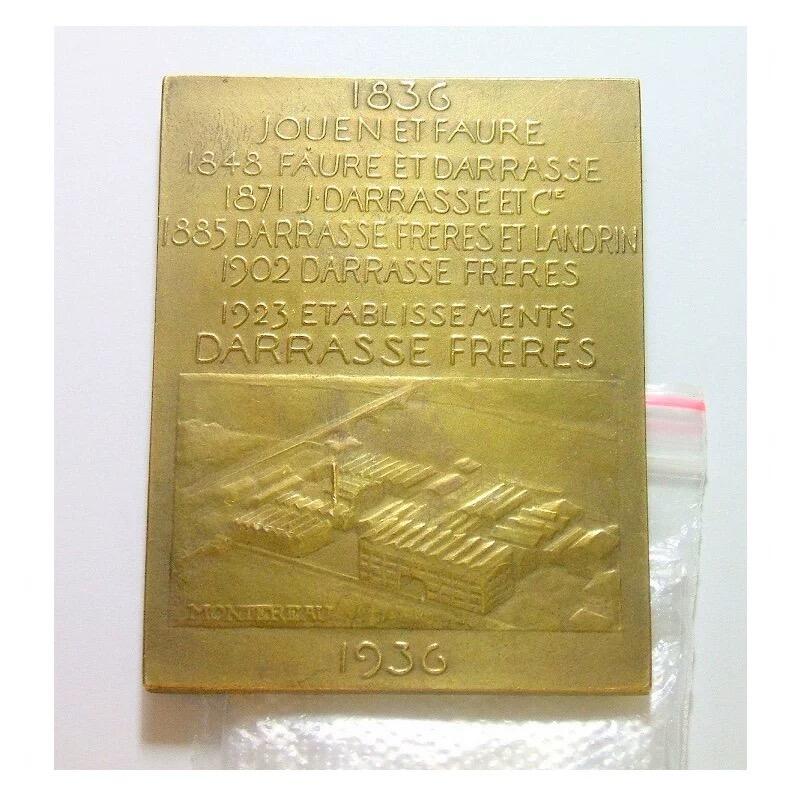 1836
JOUEN ET FAURE
1848 FAURE ET DARRASSE
1871 J·DARRASSE ET CIE
1885 DARRASSE FRERES ET LANDRIN
1902 DARRASSE FRERES
1923 ETABLISSEMENTS
DARRASSE FRERES
MONTEREAU
1936